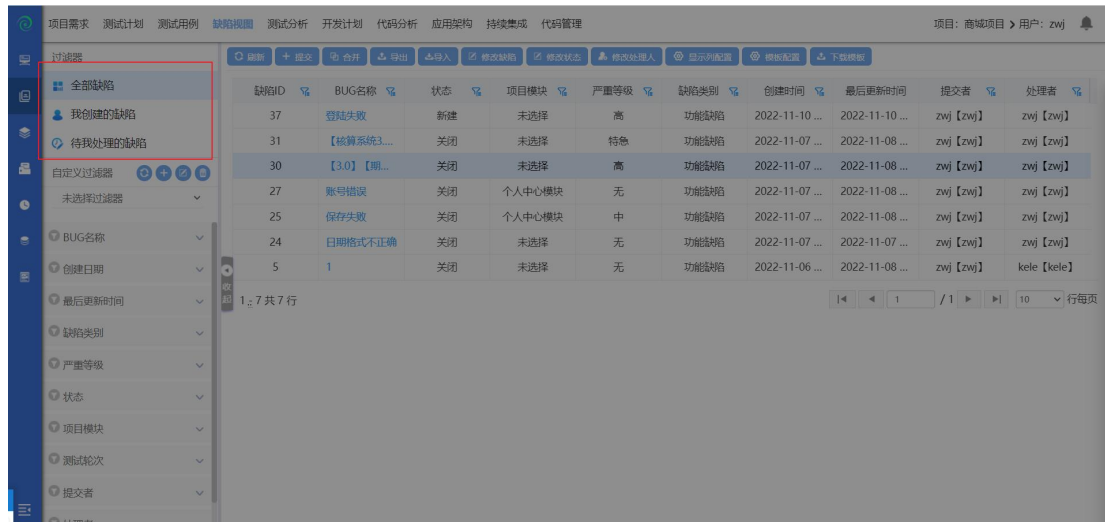 项目需求 测试计划 测试用例 缺陷视图 测试分析 开发计划 代码分析 应用架构 持续集成 代码管理 项目：商城项目 用户：zwj
过滤器
刷新 提交 合并 导出 导入 修改缺陷 修改状态 修改处理人 显示列配置 模板配置 下载模板
全部缺陷
我创建的缺陷
待我处理的缺陷
自定义过滤器
未选择过滤器
BUG名称
创建日期
最后更新时间
缺陷类别
严重等级
状态
项目模块
测试轮次
提交者
收起
缺陷ID BUG名称 状态 项目模块 严重等级 缺陷类别 创建时间 最后更新时间 提交者 处理者
37 登陆失败 新建 未选择 高 功能缺陷 2022-11-10 ... 2022-11-10 ... zwj【zwj】 zwj【zwj】
31 【核算系统3.... 关闭 未选择 特急 功能缺陷 2022-11-07 ... 2022-11-08 ... zwj【zwj】 zwj【zwj】
30 【3.0】【期... 关闭 未选择 高 功能缺陷 2022-11-07 ... 2022-11-08 ... zwj【zwj】 zwj【zwj】
27 账号错误 关闭 个人中心模块 无 功能缺陷 2022-11-07 ... 2022-11-08 ... zwj【zwj】 zwj【zwj】
25 保存失败 关闭 个人中心模块 中 功能缺陷 2022-11-07 ... 2022-11-08 ... zwj【zwj】 zwj【zwj】
24 日期格式不正确 关闭 未选择 无 功能缺陷 2022-11-07 ... 2022-11-07 ... zwj【zwj】 zwj【zwj】
5 1 关闭 未选择 无 功能缺陷 2022-11-06 ... 2022-11-08 ... zwj【zwj】 kele【kele】
1 - 7 共 7 行 1 / 1 10 行每页